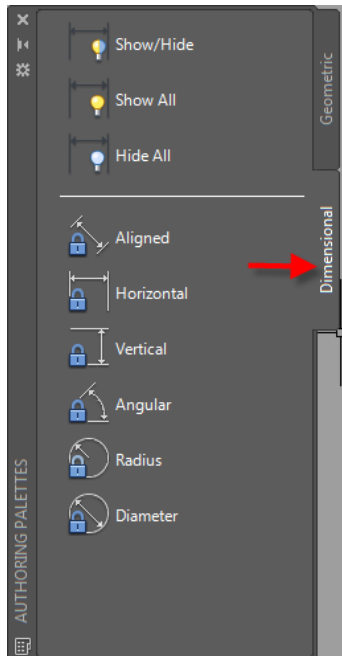 Show/Hide
Show All
Hide All
Aligned
Horizontal
Vertical
Angular
Radius
Diameter
Geometric
Dimensional
AUTHORING PALETTES